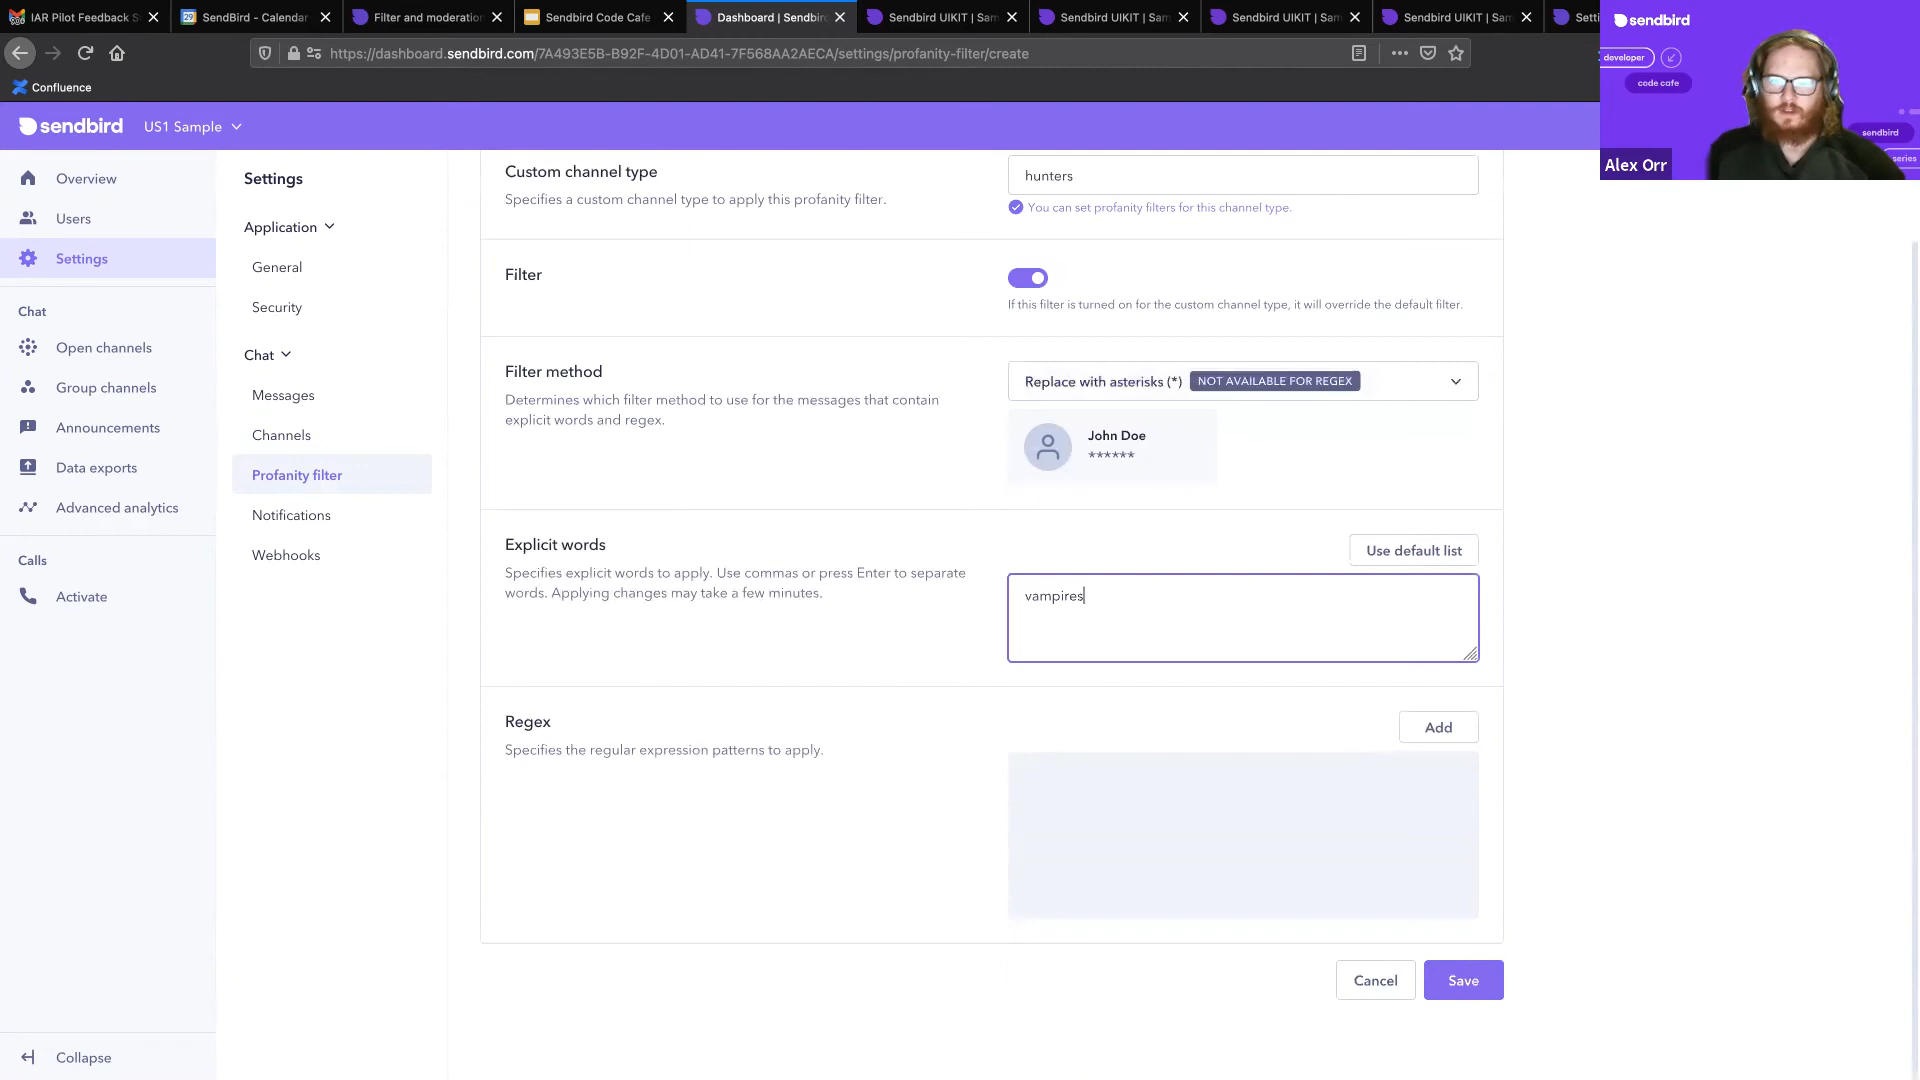 IAR Pilot Feedback S
SendBird - Calendar
Filter and moderation
Sendbird Code Cafe
Dashboard | Sendbird
Sendbird UIKIT | Sam
Sendbird UIKIT | Sam
Sendbird UIKIT | Sam
Sendbird UIKIT | Sam
Setti
https://dashboard.sendbird.com/7A493E5B-B92F-4D01-AD41-7F568AA2AECA/settings/profanity-filter/create
Confluence
sendbird
developer
code cafe
sendbird
series
Alex Orr
sendbird
US1 Sample
Overview
Users
Settings
Chat
Open channels
Group channels
Announcements
Data exports
Advanced analytics
Calls
Activate
Collapse
Settings
Application
General
Security
Chat
Messages
Channels
Profanity filter
Notifications
Webhooks
Custom channel type
Specifies a custom channel type to apply this profanity filter.
hunters
You can set profanity filters for this channel type.
Filter
If this filter is turned on for the custom channel type, it will override the default filter.
Filter method
Determines which filter method to use for the messages that contain
explicit words and regex.
Replace with asterisks (*) NOT AVAILABLE FOR REGEX
John Doe
******
Explicit words
Specifies explicit words to apply. Use commas or press Enter to separate
words. Applying changes may take a few minutes.
Use default list
vampires
Regex
Specifies the regular expression patterns to apply.
Add
Cancel
Save